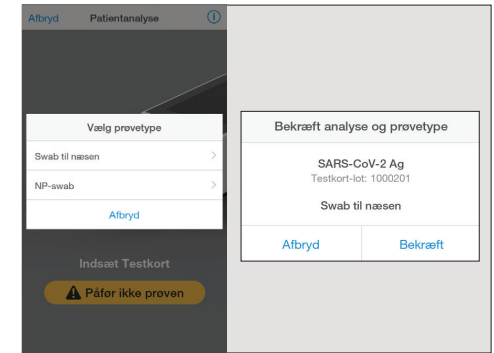 Afbryd Patientanalyse
Vælg prøvetype
Swab til næsen
NP-swab
Afbryd
Indsæt Testkort
Påfør ikke prøven
Bekræft analyse og prøvetype
SARS-CoV-2 Ag
Testkort-lot: 1000201
Swab til næsen
Afbryd Bekræft